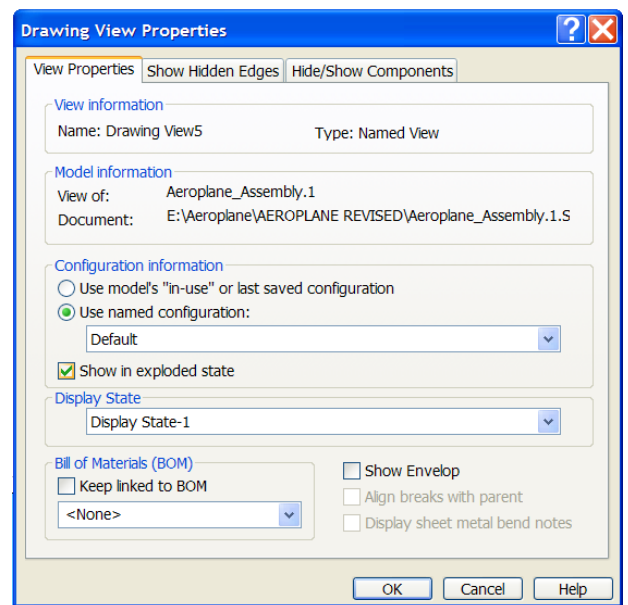 Drawing View Properties
View Properties Show Hidden Edges Hide/Show Components
View information
Name: Drawing View5 Type: Named View
Model information
View of: Aeroplane_Assembly.1
Document: E:\Aeroplane\AEROPLANE REVISED\Aeroplane_Assembly.1.S
Configuration information
Use model's "in-use" or last saved configuration
Use named configuration:
Default
Show in exploded state
Display State
Display State-1
Bill of Materials (BOM)
Show Envelop
Keep linked to BOM
Align breaks with parent
<None>
Display sheet metal bend notes
OK Cancel Help